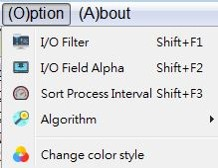 (O)ption (A)bout
I/O Filter Shift+F1
I/O Field Alpha Shift+F2
Sort Process Interval Shift+F3
Algorithm
Change color style